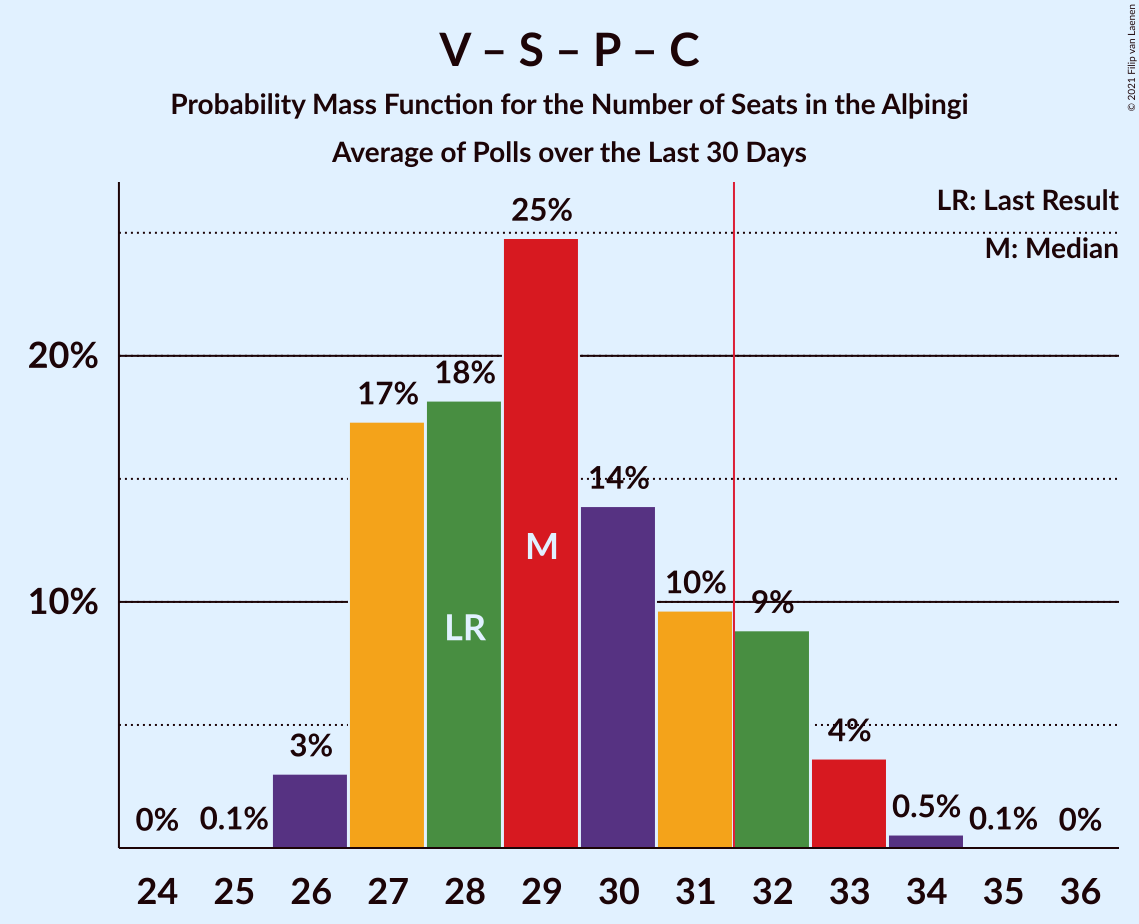 V – S – P – C
Probability Mass Function for the Number of Seats in the Alþingi
Average of Polls over the Last 30 Days
© 2021 Filip van Laenen
LR: Last Result
M: Median
20%
10%
0%
0.1%
3%
17%
18%
25%
14%
10%
9%
4%
0.5%
0.1%
0%
LR
M
24 25 26 27 28 29 30 31 32 33 34 35 36